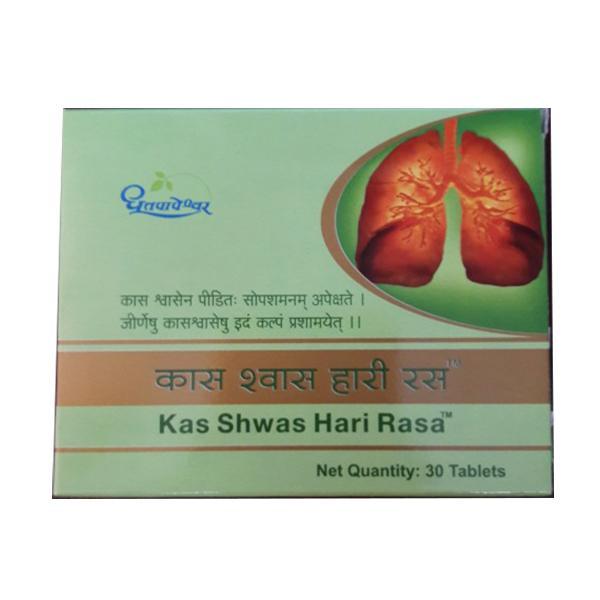 धूतपापेश्वर
कास श्वासेन पीडितः सोपशमनम् अपेक्षते ।
जीर्णेषु कासश्वासेषु इदं कल्पं प्रशामयेत् ।।
कास श्वास हारी रस™
Kas Shwas Hari Rasa™
Net Quantity: 30 Tablets